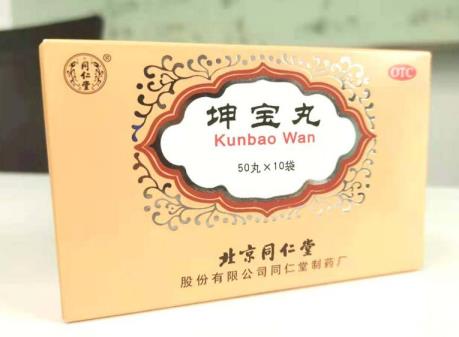 同仁堂
®
OTC
坤宝丸
Kunbao Wan
50丸×10袋
北京同仁堂
股份有限公司同仁堂制药厂